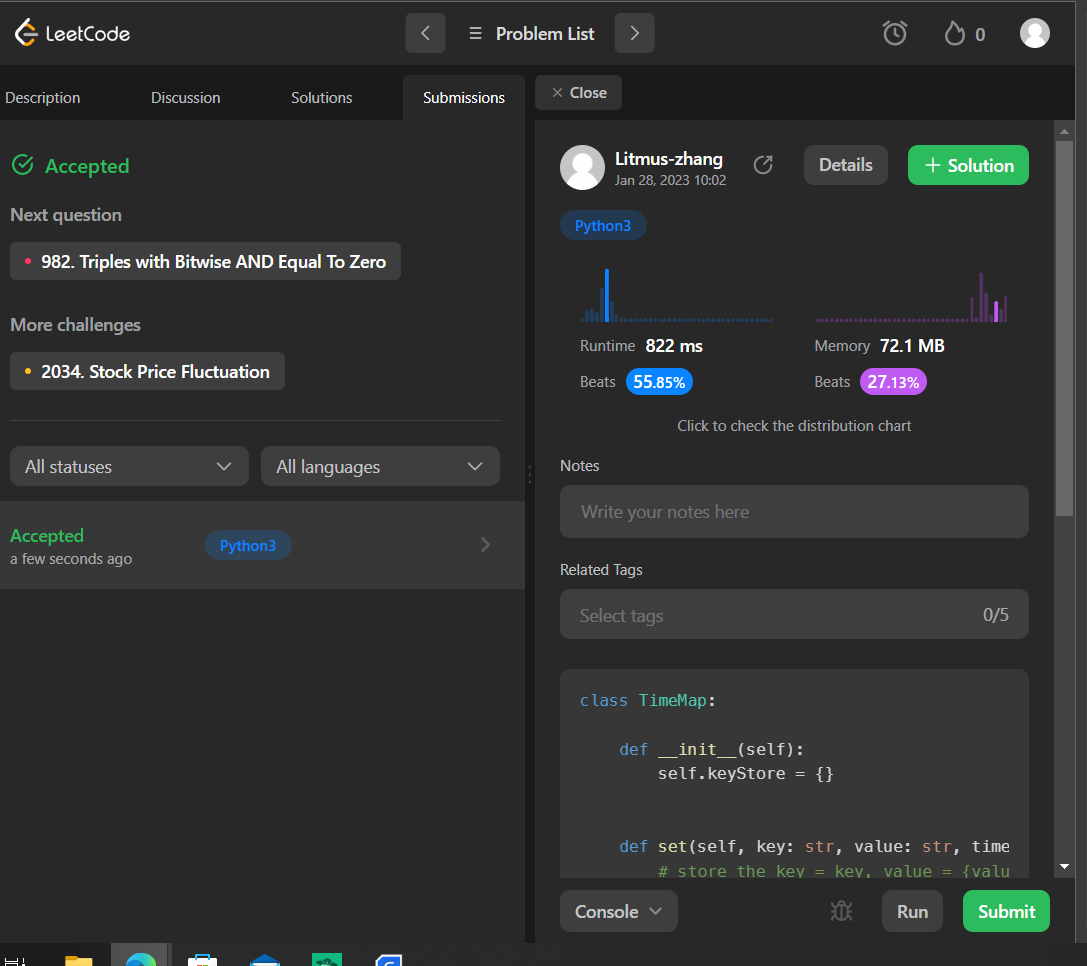 LeetCode
Problem List
0
Description Discussion Solutions Submissions
Close
Accepted
Next question
982. Triples with Bitwise AND Equal To Zero
More challenges
2034. Stock Price Fluctuation
All statuses All languages
Accepted
a few seconds ago
Python3
Litmus-zhang
Jan 28, 2023 10:02
Details
+ Solution
Python3
Runtime 822 ms
Beats 55.85%
Memory 72.1 MB
Beats 27.13%
Click to check the distribution chart
Notes
Write your notes here
Related Tags
Select tags 0/5
class TimeMap:
def __init__(self):
self.keyStore = {}
def set(self, key: str, value: str, time
# store the key = key, value = {valu
Console Run Submit